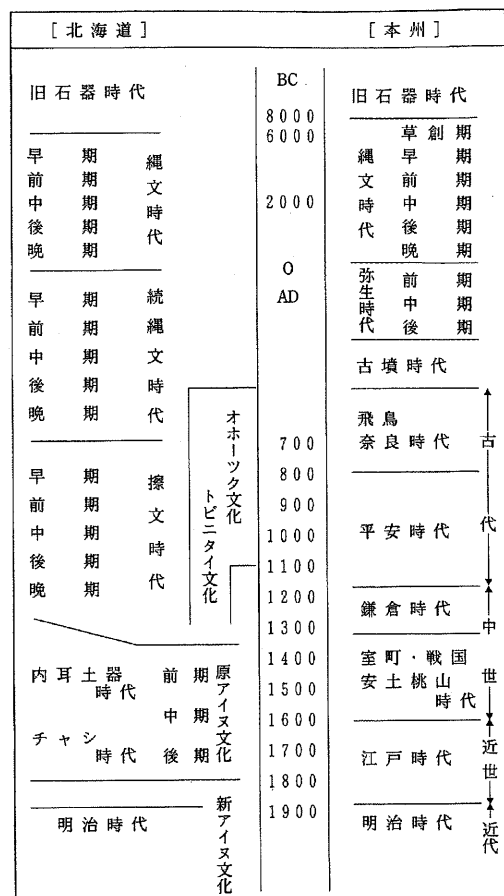 [北海道]
[本州]
旧石器時代
早期
前期
中期
後期
晩期
縄文時代
早期
前期
中期
後期
晩期
続縄文時代
早期
前期
中期
後期
晩期
擦文時代
オホーツク文化
トビニタイ文化
内耳土器時代
チャシ時代
前期
中期
後期
原アイヌ文化
明治時代
新アイヌ文化
BC
8000
6000
2000
0
AD
700
800
900
1000
1100
1200
1300
1400
1500
1600
1700
1800
1900
旧石器時代
縄文時代
草創期
早期
前期
中期
後期
晩期
弥生時代
前期
中期
後期
古墳時代
飛鳥
奈良時代
平安時代
鎌倉時代
室町・戦国
安土桃山
時代
江戸時代
明治時代
古代
中世
近世
近代